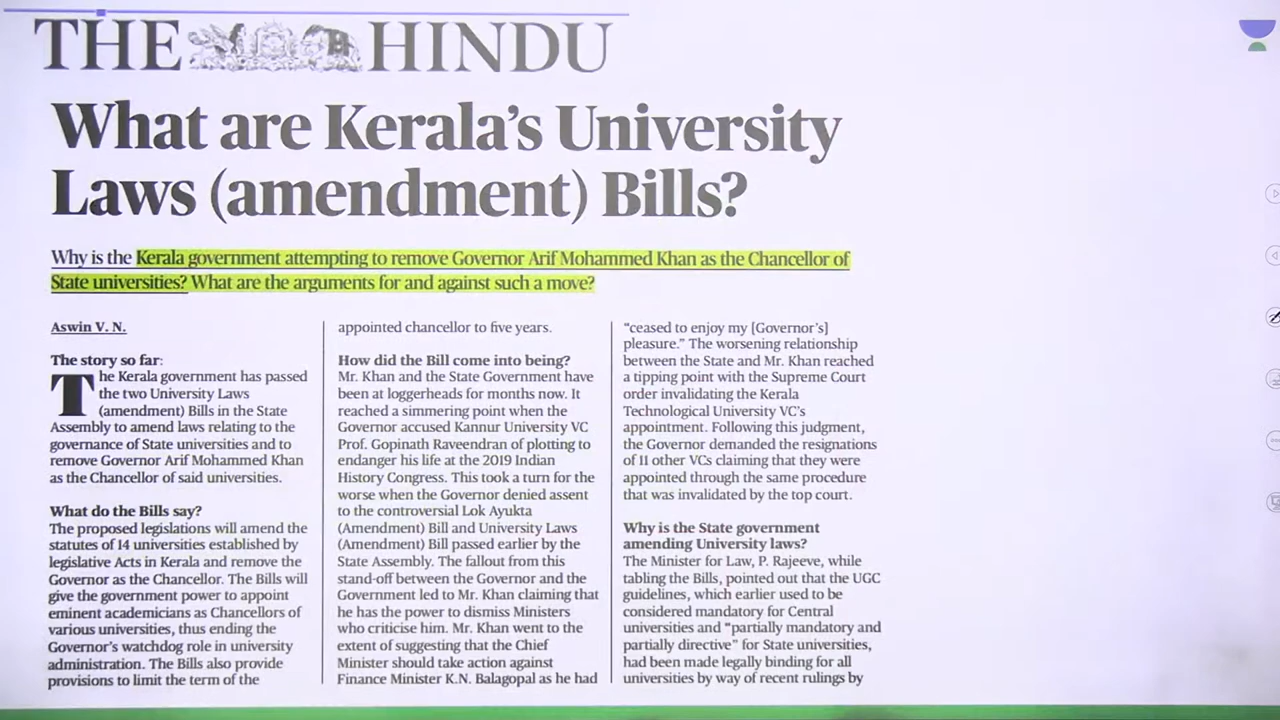 THE HINDU
What are Kerala's University
Laws (amendment) Bills?
Why is the Kerala government attempting to remove Governor Arif Mohammed Khan as the Chancellor of
State universities? What are the arguments for and against such a move?
Aswin V. N.
The story so far:
The Kerala government has passed
the two University Laws
(amendment) Bills in the State
Assembly to amend laws relating to the
governance of State universities and to
remove Governor Arif Mohammed Khan
as the Chancellor of said universities.
What do the Bills say?
The proposed legislations will amend the
statutes of 14 universities established by
legislative Acts in Kerala and remove the
Governor as the Chancellor. The Bills will
give the government power to appoint
eminent academicians as Chancellors of
various universities, thus ending the
Governor's watchdog role in university
administration. The Bills also provide
provisions to limit the term of the
appointed chancellor to five years.
How did the Bill come into being?
Mr. Khan and the State Government have
been at loggerheads for months now. It
reached a simmering point when the
Governor accused Kannur University VC
Prof. Gopinath Raveendran of plotting to
endanger his life at the 2019 Indian
History Congress. This took a turn for the
worse when the Governor denied assent
to the controversial Lok Ayukta
(Amendment) Bill and University Laws
(Amendment) Bill passed earlier by the
State Assembly. The fallout from this
stand-off between the Governor and the
Government led to Mr. Khan claiming that
he has the power to dismiss Ministers
who criticise him. Mr. Khan went to the
extent of suggesting that the Chief
Minister should take action against
Finance Minister K.N. Balagopal as he had
"ceased to enjoy my [Governor's]
pleasure." The worsening relationship
between the State and Mr. Khan reached
a tipping point with the Supreme Court
order invalidating the Kerala
Technological University VC's
appointment. Following this judgment,
the Governor demanded the resignations
of 11 other VCs claiming that they were
appointed through the same procedure
that was invalidated by the top court.
Why is the State government
amending University laws?
The Minister for Law, P. Rajeeve, while
tabling the Bills, pointed out that the UGC
guidelines, which earlier used to be
considered mandatory for Central
universities and "partially mandatory and
partially directive" for State universities,
had been made legally binding for all
universities by way of recent rulings by